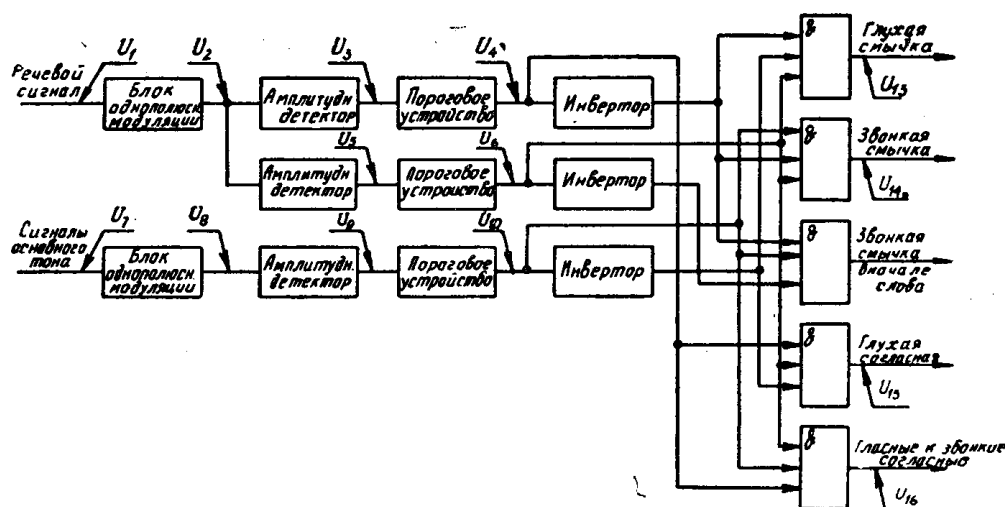 Речевой
сигнал
U₁
Блок
однополюсн.
модуляции
U₂
Амплитудн.
детектор
U₃
Пороговое
устройство
U₄
Инвертор
&
Глухая
смычка
U₁₃
Амплитудн.
детектор
U₅
Пороговое
устройство
U₆
Инвертор
&
Звонкая
смычка
U₁₄
Сигналы
основного
тона
U₇
Блок
однополюсн.
модуляции
U₈
Амплитудн.
детектор
U₉
Пороговое
устройство
U₁₀
Инвертор
&
Звонкая
смычка
вначале
слова
&
Глухая
согласная
U₁₅
&
Гласные и звонкие
согласные
U₁₆